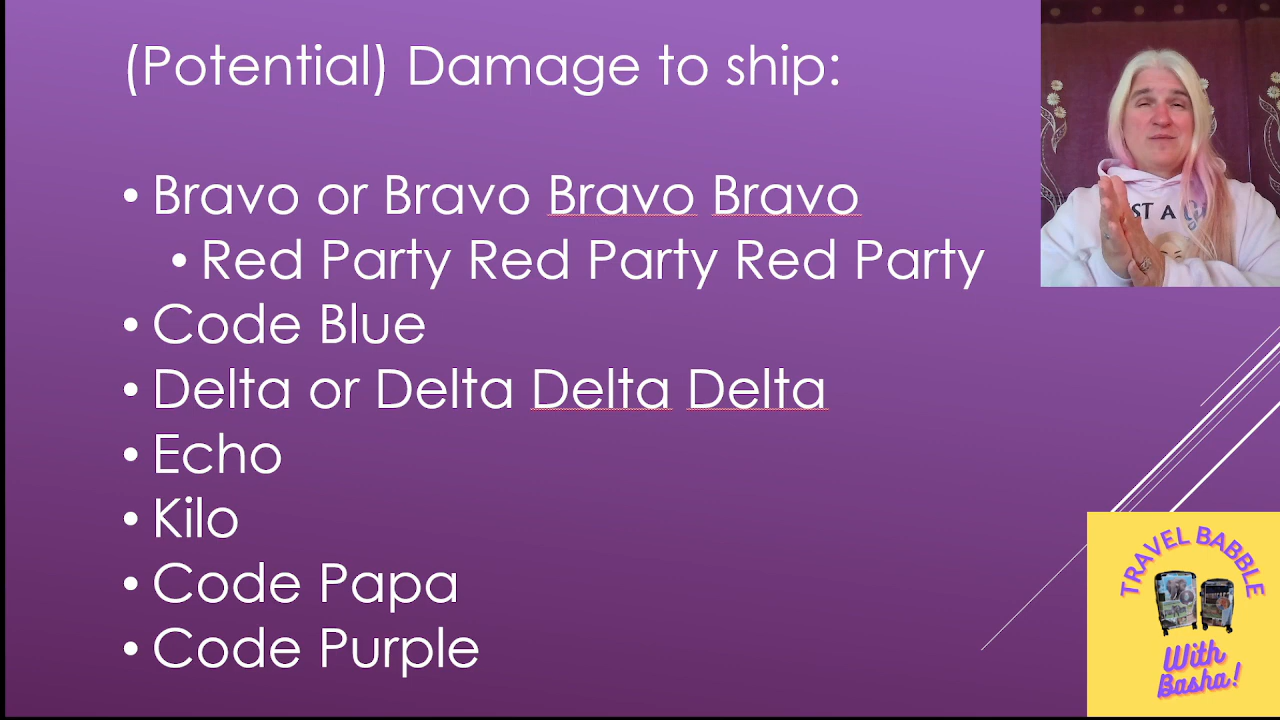 (Potential) Damage to ship:
• Bravo or Bravo Bravo Bravo
• Red Party Red Party Red Party
• Code Blue
• Delta or Delta Delta Delta
• Echo
• Kilo
• Code Papa
• Code Purple
ST A
TRAVEL BABBLE
With
Basha!